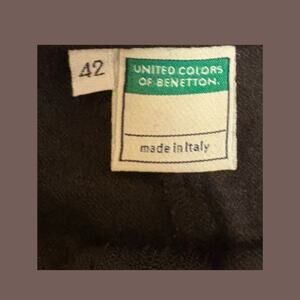 42
UNITED COLORS
OF BENETTON.
made in Italy